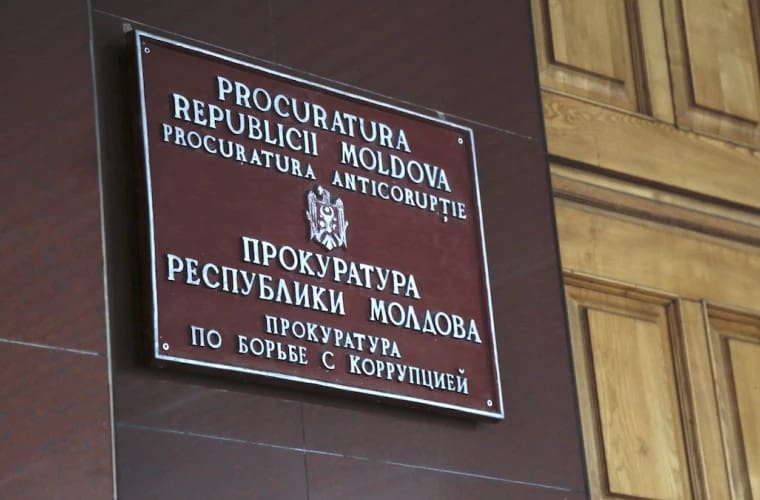 PROCURATURA
REPUBLICII MOLDOVA
PROCURATURA ANTICORUPȚIE
ПРОКУРАТУРА
РЕСПУБЛИКИ МОЛДОВА
ПРОКУРАТУРА
ПО БОРЬБЕ С КОРРУПЦИЕЙ